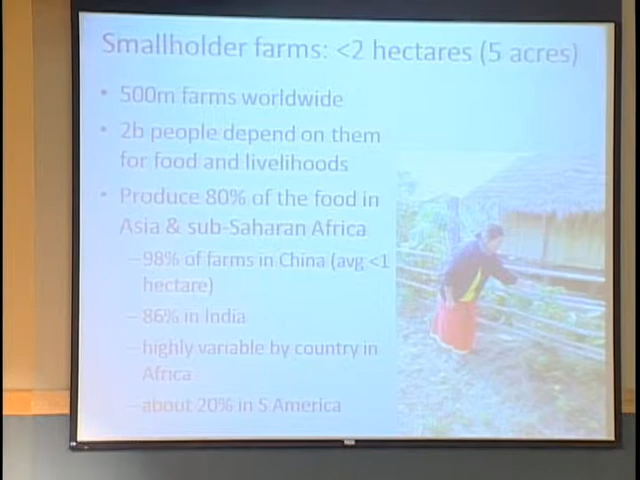 Smallholder farms: <2 hectares (5 acres)
• 500m farms worldwide
• 2b people depend on them
for food and livelihoods
• Produce 80% of the food in
Asia & sub-Saharan Africa
–98% of farms in China (avg <1
hectare)
–86% in India
–highly variable by country in
Africa
–about 20% in S America